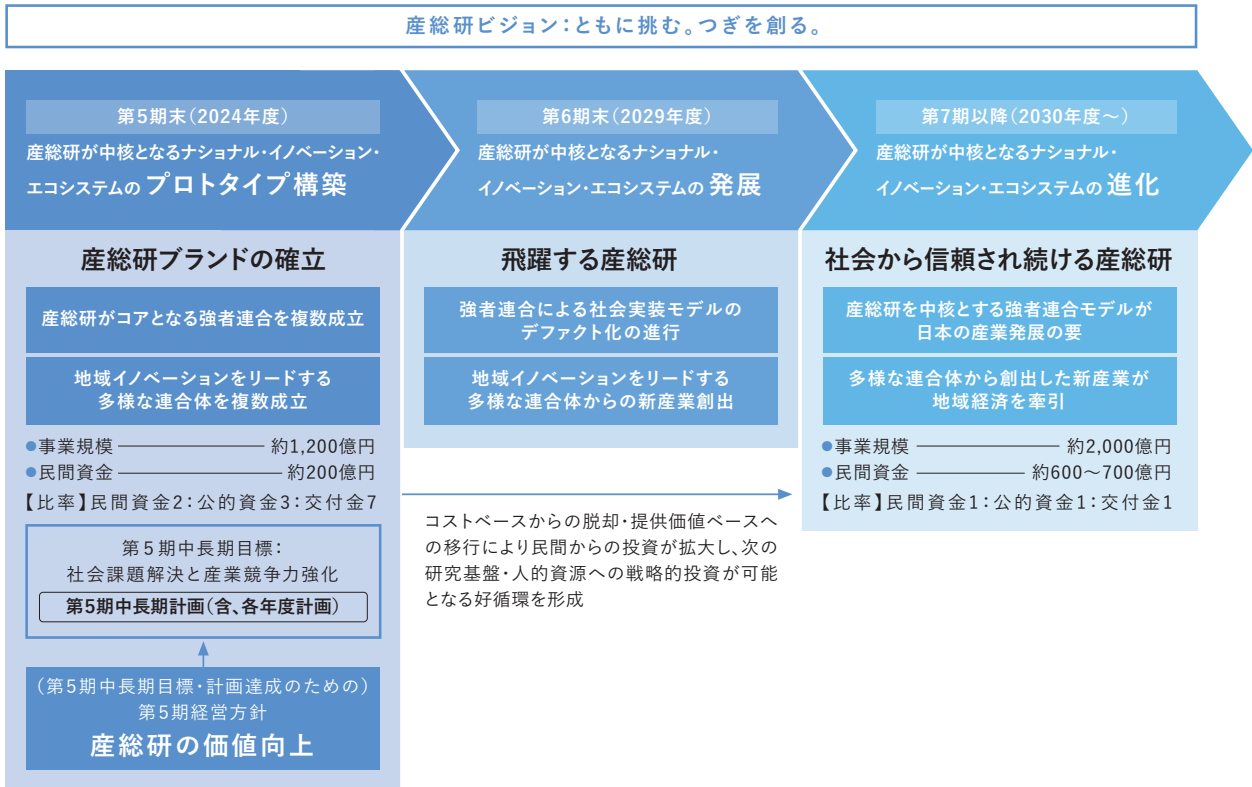 産総研ビジョン：ともに挑む。つぎを創る。
第5期末（2024年度）
産総研が中核となるナショナル・イノベーション・
エコシステムの プロトタイプ構築
産総研ブランドの確立
産総研がコアとなる強者連合を複数成立
地域イノベーションをリードする
多様な連合体を複数成立
●事業規模 ―――――― 約1,200億円
●民間資金 ――――――― 約200億円
【比率】民間資金2：公的資金3：交付金7
第5期中長期目標：
社会課題解決と産業競争力強化
第5期中長期計画（含、各年度計画）
（第5期中長期目標・計画達成のための）
第5期経営方針
産総研の価値向上
第6期末（2029年度）
産総研が中核となるナショナル・
イノベーション・エコシステムの 発展
飛躍する産総研
強者連合による社会実装モデルの
デファクト化の進行
地域イノベーションをリードする
多様な連合体からの新産業創出
コストベースからの脱却・提供価値ベースへ
の移行により民間からの投資が拡大し、次の
研究基盤・人的資源への戦略的投資が可能
となる好循環を形成
第7期以降（2030年度～）
産総研が中核となるナショナル・
イノベーション・エコシステムの 進化
社会から信頼され続ける産総研
産総研を中核とする強者連合モデルが
日本の産業発展の要
多様な連合体から創出した新産業が
地域経済を牽引
●事業規模 ―――――― 約2,000億円
●民間資金 ――――― 約600～700億円
【比率】民間資金1：公的資金1：交付金1